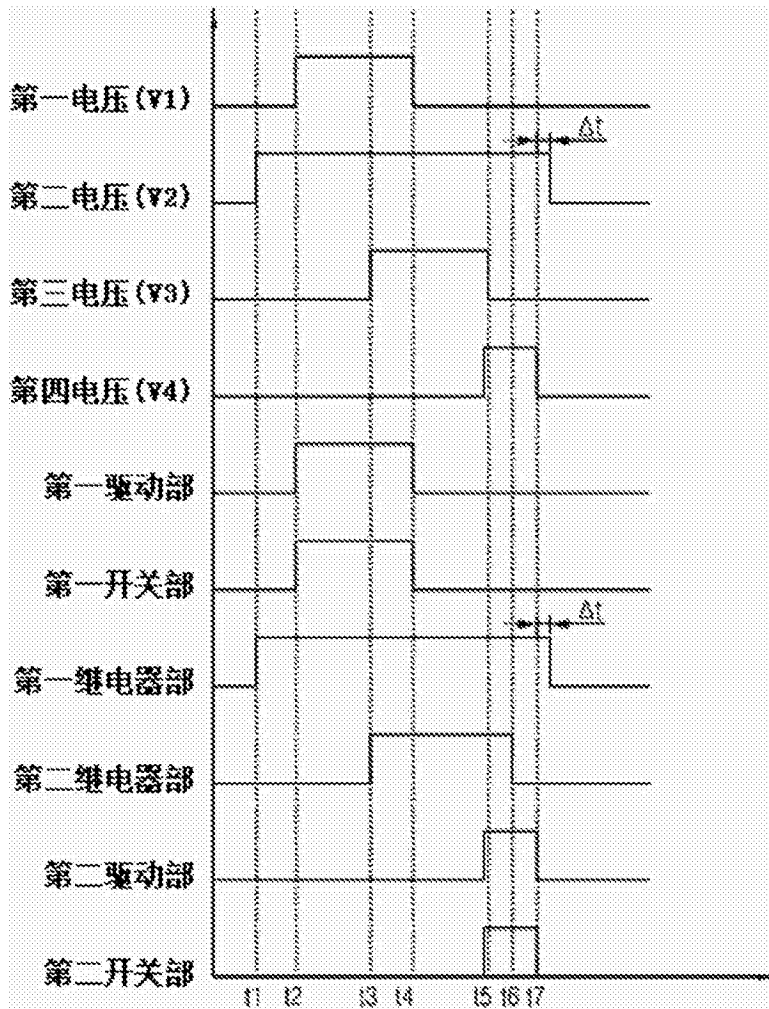 第一电压(V1)
Δt
第二电压(V2)
第三电压(V3)
第四电压(V4)
第一驱动部
第一开关部
Δt
第一继电器部
第二继电器部
第二驱动部
第二开关部
t1 t2 t3 t4 t5 t6 t7